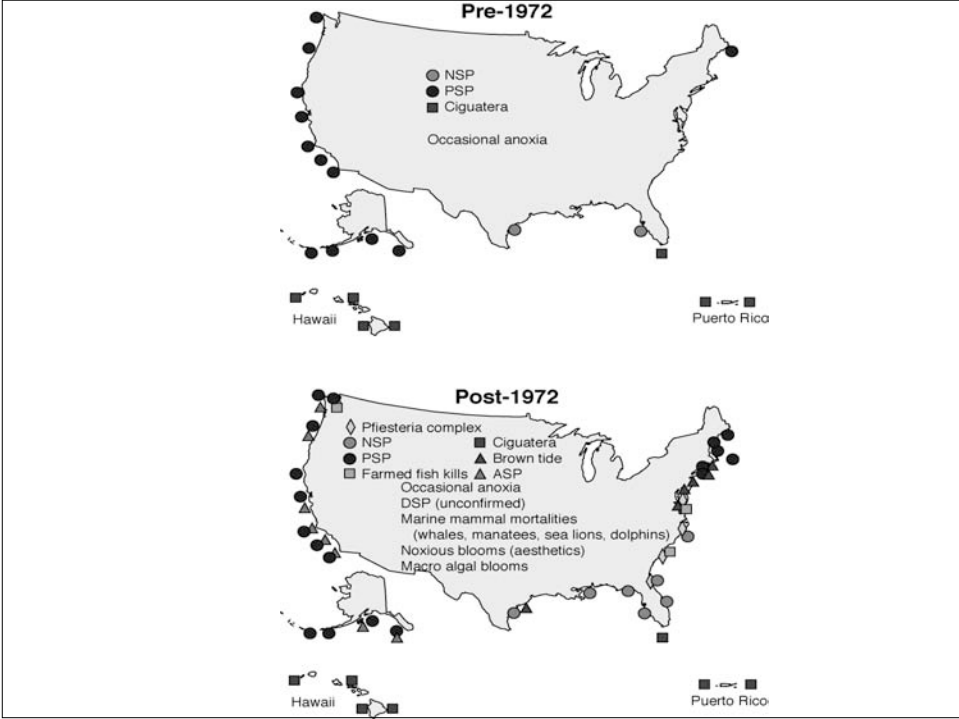 Pre-1972
NSP
PSP
Ciguatera
Occasional anoxia
Hawaii
Puerto Rico
Post-1972
Pfiesteria complex
NSP
Ciguatera
PSP
Brown tide
Farmed fish kills
ASP
Occasional anoxia
DSP (unconfirmed)
Marine mammal mortalities
(whales, manatees, sea lions, dolphins)
Noxious blooms (aesthetics)
Macro algal blooms
Hawaii
Puerto Rico